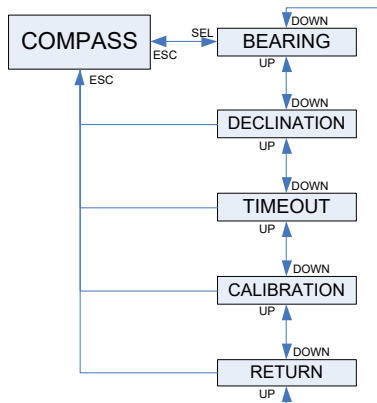 DOWN
COMPASS
SEL
ESC
BEARING
ESC
UP
DOWN
DECLINATION
UP
DOWN
TIMEOUT
UP
DOWN
CALIBRATION
UP
DOWN
RETURN
UP